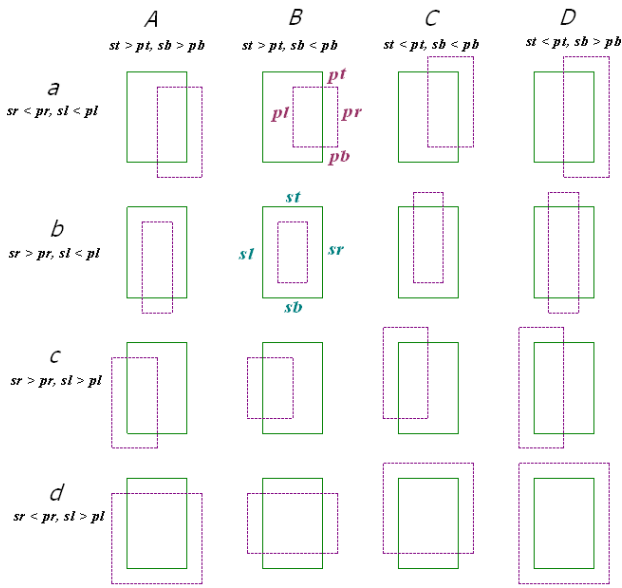 A B C D
st > pt, sb > pb st > pt, sb < pb st < pt, sb < pb st < pt, sb > pb
a
sr < pr, sl < pl
pt
pl pr
pb
b
sr > pr, sl < pl
st
sl sr
sb
c
sr > pr, sl > pl
d
sr < pr, sl > pl